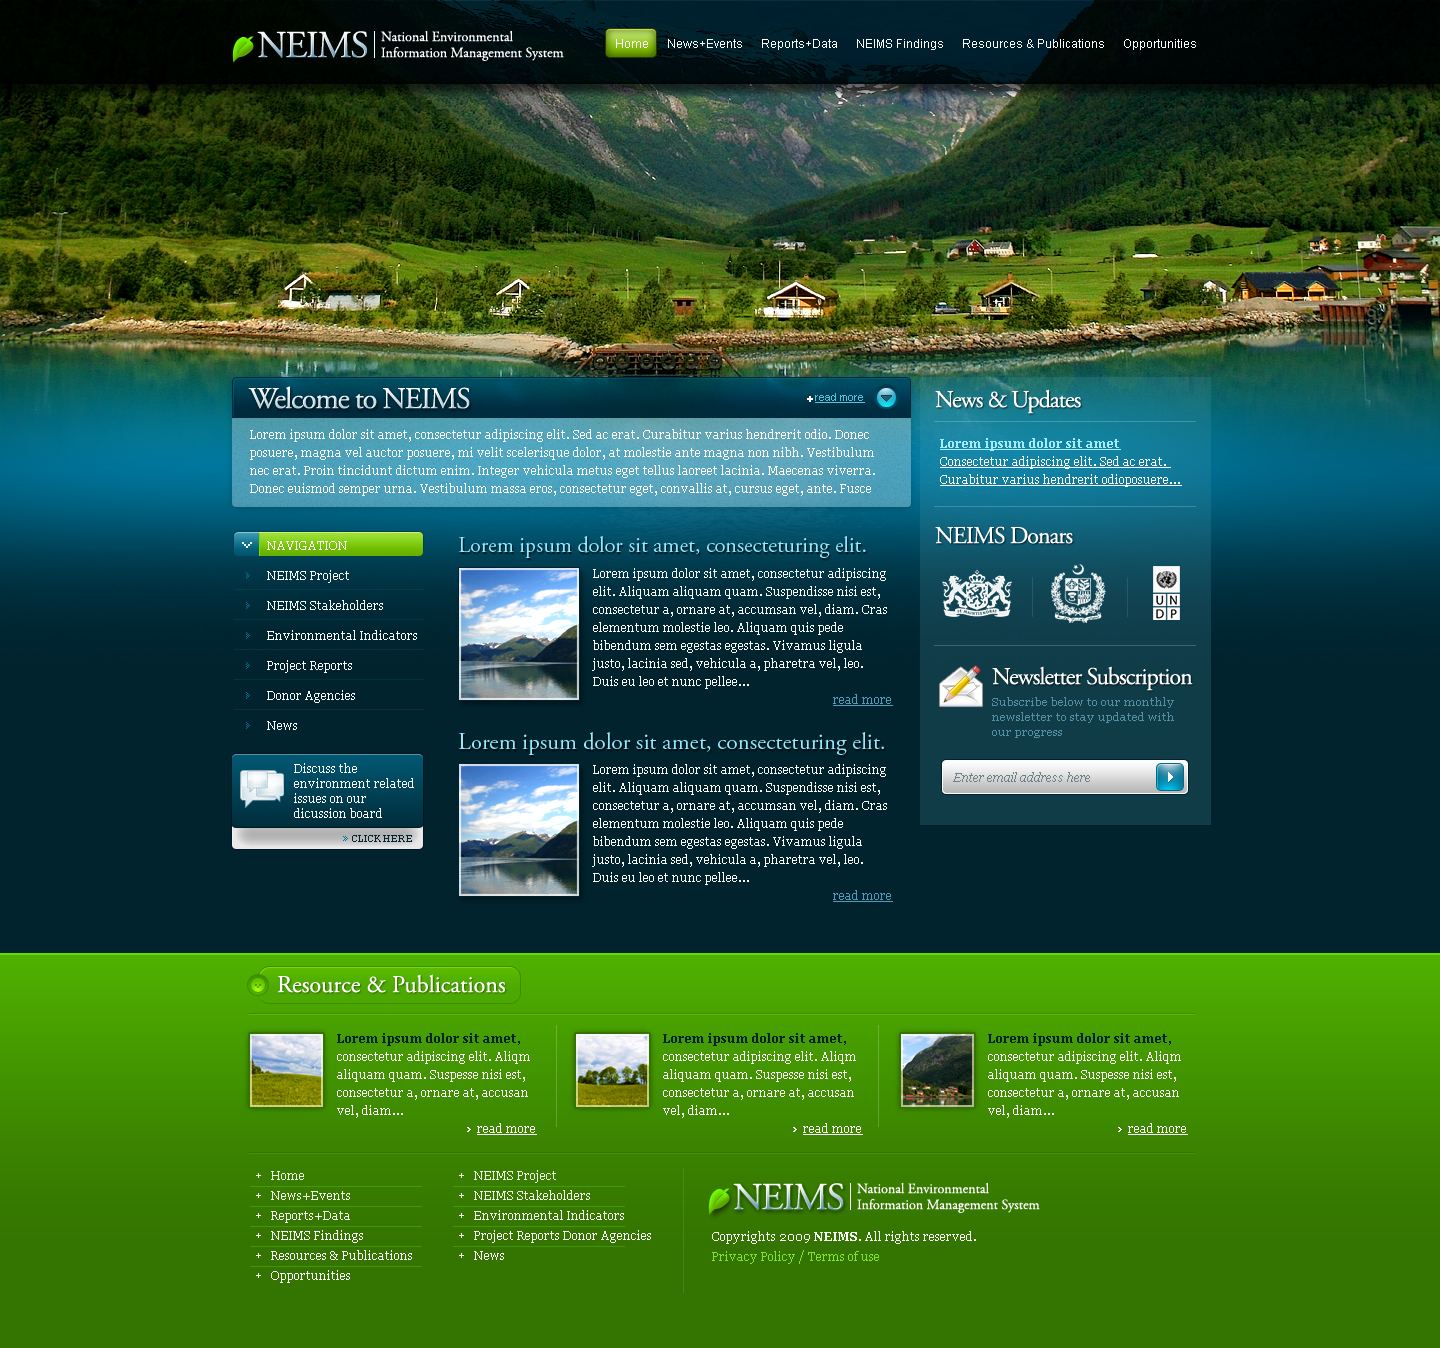 NEIMS National Environmental
Information Management System
Home News+Events Reports+Data NEIMS Findings Resources & Publications Opportunities
Welcome to NEIMS
read more
Lorem ipsum dolor sit amet, consectetur adipiscing elit. Sed ac erat. Curabitur varius hendrerit odio. Donec
posuere, magna vel auctor posuere, mi velit scelerisque dolor, at molestie ante magna non nibh. Vestibulum
nec erat. Proin tincidunt dictum enim. Integer vehicula metus eget tellus laoreet lacinia. Maecenas viverra.
Donec euismod semper urna. Vestibulum massa eros, consectetur eget, convallis at, cursus eget, ante. Fusce
NAVIGATION
NEIMS Project
NEIMS Stakeholders
Environmental Indicators
Project Reports
Donor Agencies
News
Discuss the
environment related
issues on our
dicussion board
» CLICK HERE
Lorem ipsum dolor sit amet, consecteturing elit.
Lorem ipsum dolor sit amet, consectetur adipiscing
elit. Aliquam aliquam quam. Suspendisse nisi est,
consectetur a, ornare at, accumsan vel, diam. Cras
elementum molestie leo. Aliquam quis pede
bibendum sem egestas egestas. Vivamus ligula
justo, lacinia sed, vehicula a, pharetra vel, leo.
Duis eu leo et nunc pellee...
read more
Lorem ipsum dolor sit amet, consecteturing elit.
Lorem ipsum dolor sit amet, consectetur adipiscing
elit. Aliquam aliquam quam. Suspendisse nisi est,
consectetur a, ornare at, accumsan vel, diam. Cras
elementum molestie leo. Aliquam quis pede
bibendum sem egestas egestas. Vivamus ligula
justo, lacinia sed, vehicula a, pharetra vel, leo.
Duis eu leo et nunc pellee...
read more
News & Updates
Lorem ipsum dolor sit amet
Consectetur adipiscing elit. Sed ac erat.
Curabitur varius hendrerit odioposuere...
NEIMS Donars
U N
D P
Newsletter Subscription
Subscribe below to our monthly
newsletter to stay updated with
our progress
Enter email address here
Resource & Publications
Lorem ipsum dolor sit amet,
consectetur adipiscing elit. Aliqm
aliquam quam. Suspesse nisi est,
consectetur a, ornare at, accusan
vel, diam...
read more
Lorem ipsum dolor sit amet,
consectetur adipiscing elit. Aliqm
aliquam quam. Suspesse nisi est,
consectetur a, ornare at, accusan
vel, diam...
read more
Lorem ipsum dolor sit amet,
consectetur adipiscing elit. Aliqm
aliquam quam. Suspesse nisi est,
consectetur a, ornare at, accusan
vel, diam...
read more
+ Home
+ News+Events
+ Reports+Data
+ NEIMS Findings
+ Resources & Publications
+ Opportunities
+ NEIMS Project
+ NEIMS Stakeholders
+ Environmental Indicators
+ Project Reports Donor Agencies
+ News
NEIMS National Environmental
Information Management System
Copyrights 2009 NEIMS. All rights reserved.
Privacy Policy / Terms of use